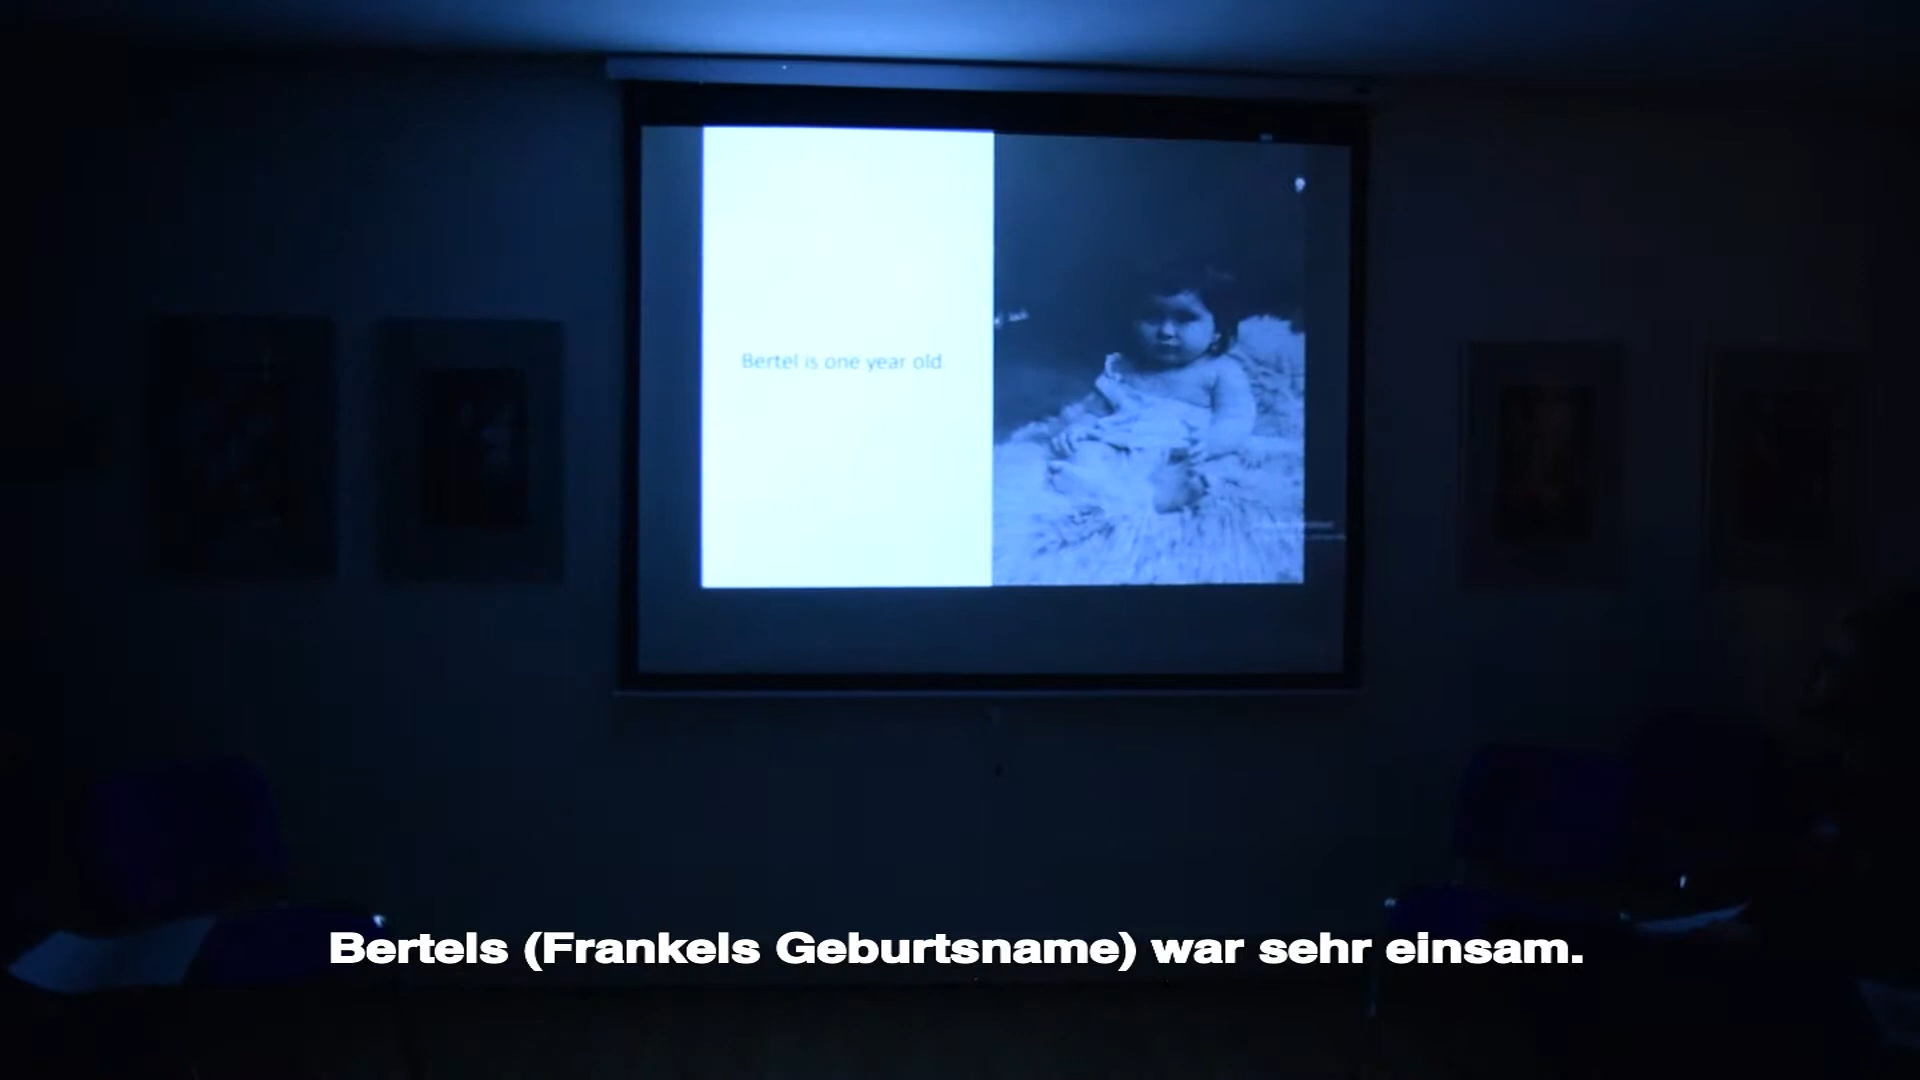 Bertel is one year old
Bertels (Frankels Geburtsname) war sehr einsam.